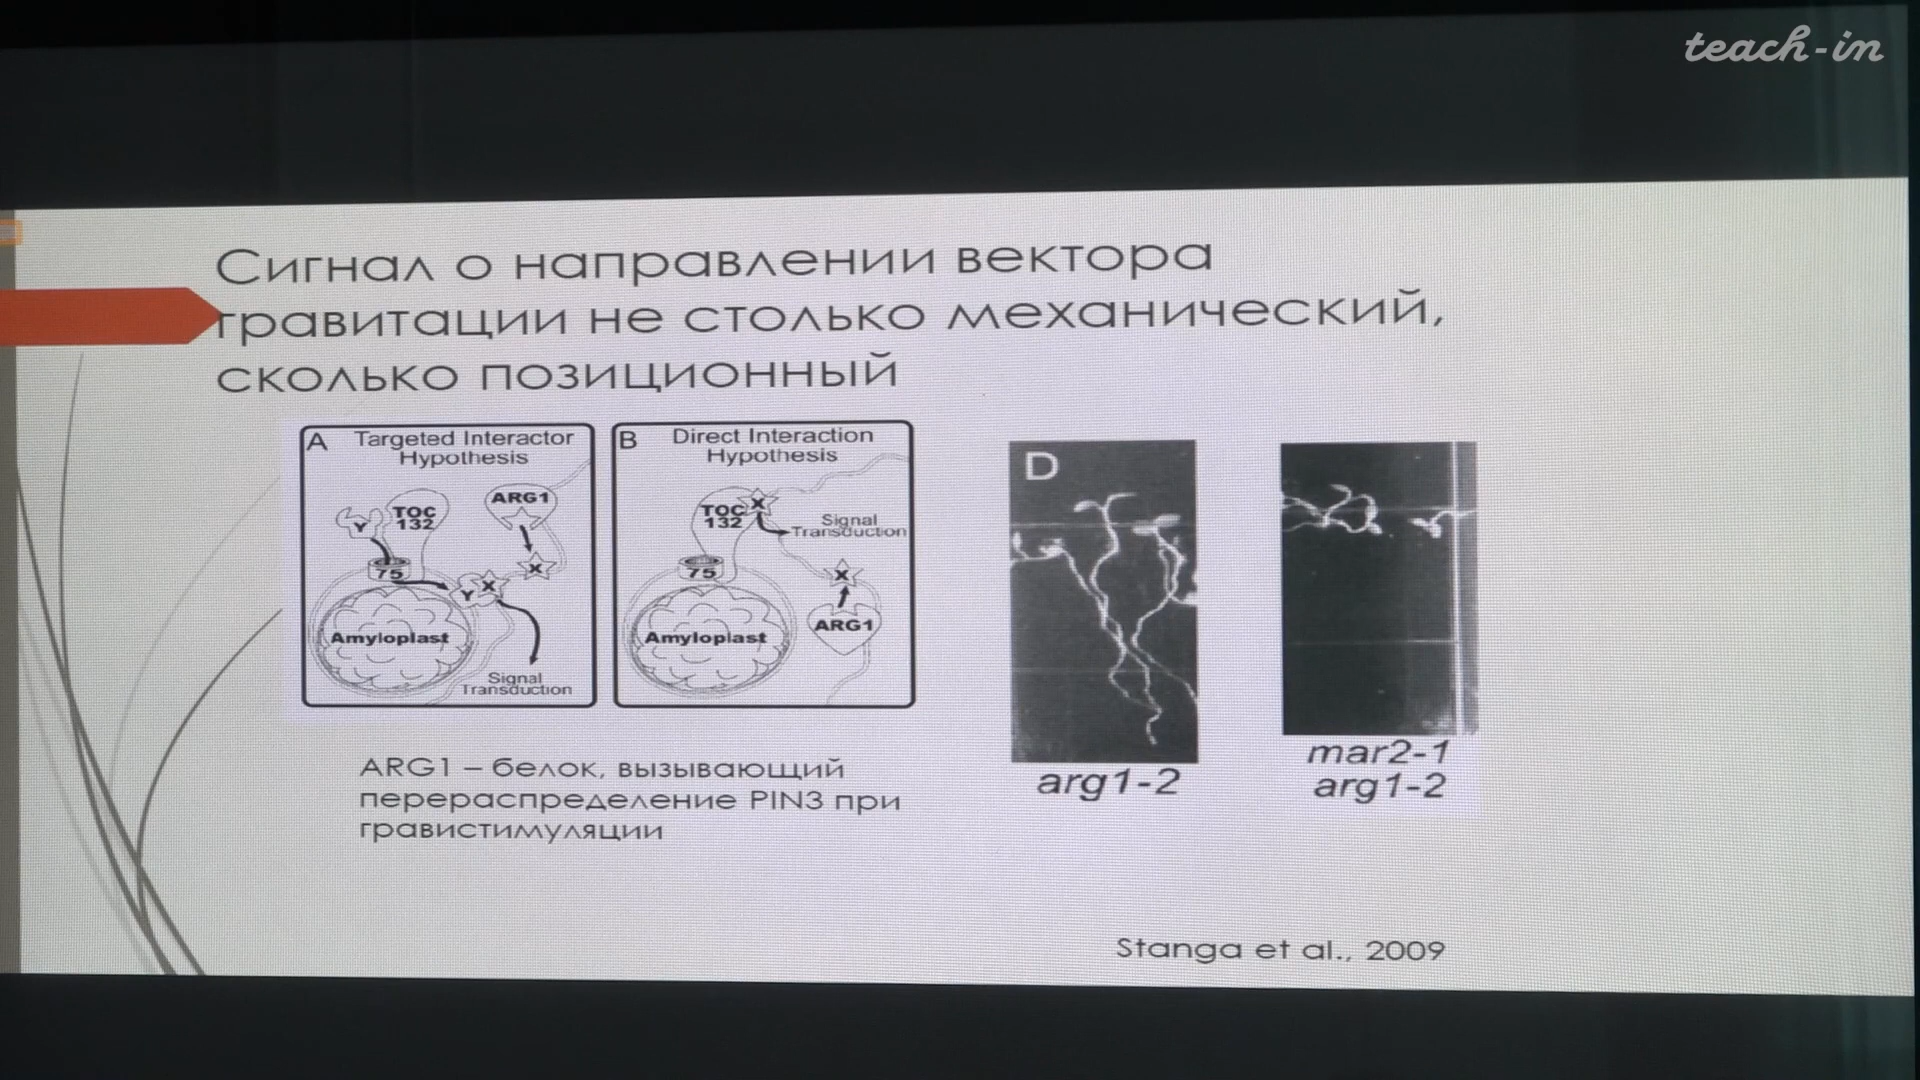 teach-in
Сигнал о направлении вектора
гравитации не столько механический,
сколько позиционный
A Targeted Interactor
Hypothesis
Y
TOC
132
ARG1
X
75
Y X
Amyloplast
Signal
Transduction
B Direct Interaction
Hypothesis
TOC
132
X
Signal
Transduction
75
X
Amyloplast
ARG1
D
arg1-2
mar2-1
arg1-2
ARG1 – белок, вызывающий
перераспределение PIN3 при
гравистимуляции
Stanga et al., 2009